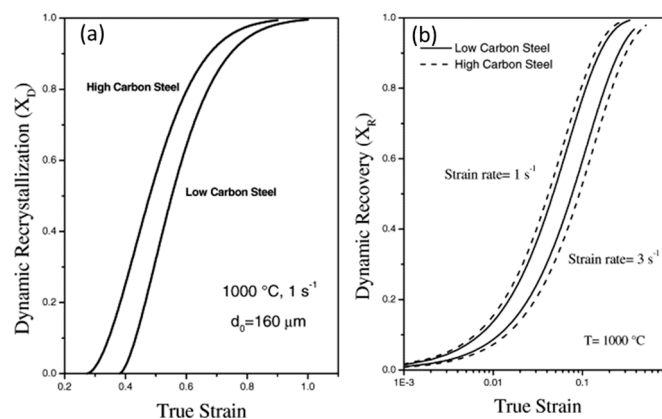 (a)
High Carbon Steel
Low Carbon Steel
1000 °C, 1 s-1
d0=160 μm
Dynamic Recrystallization (XD)
1.0
0.8
0.6
0.4
0.2
0.0
0.2 0.4 0.6 0.8 1.0
True Strain
(b)
Low Carbon Steel
High Carbon Steel
Strain rate= 1 s-1
Strain rate= 3 s-1
T= 1000 °C
Dynamic Recovery (XR)
1.0
0.8
0.6
0.4
0.2
0.0
1E-3 0.01 0.1
True Strain